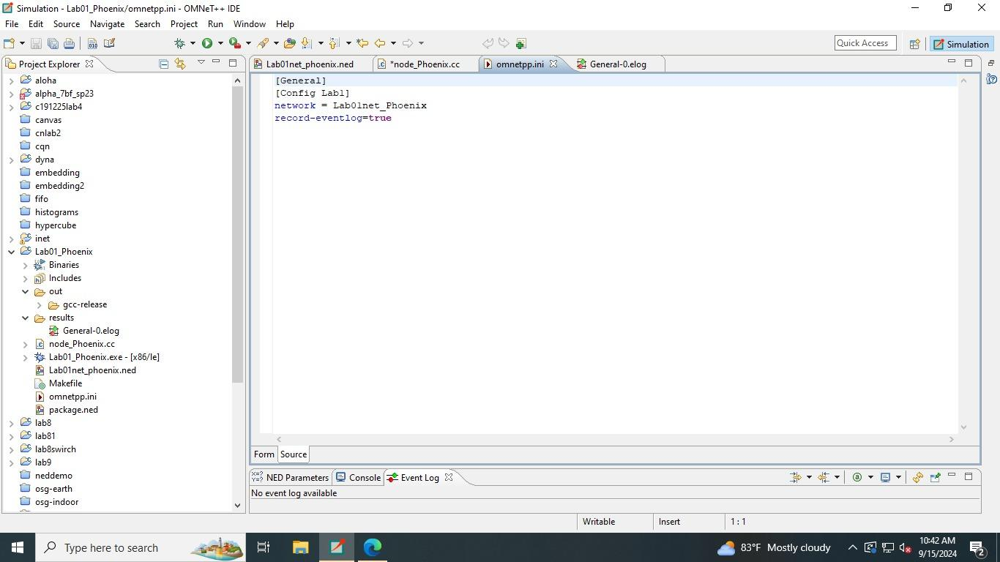 Simulation - Lab01_Phoenix/omnetpp.ini - OMNeT++ IDE
File Edit Source Navigate Search Project Run Window Help
Quick Access
Simulation
Project Explorer
aloha
alpha_7bf_sp23
c191225lab4
canvas
cnlab2
cqn
dyna
embedding
embedding2
fifo
histograms
hypercube
inet
Lab01_Phoenix
Binaries
Includes
out
gcc-release
results
General-0.elog
node_Phoenix.cc
Lab01_Phoenix.exe - [x86/le]
Lab01net_phoenix.ned
Makefile
omnetpp.ini
package.ned
lab8
lab81
lab8swirch
lab9
neddemo
osg-earth
osg-indoor
Lab01net_phoenix.ned *node_Phoenix.cc omnetpp.ini General-0.elog
[General]
[Config Lab1]
network = Lab01net_Phoenix
record-eventlog=true
Form Source
NED Parameters Console Event Log
No event log available
Writable Insert 1 : 1
Type here to search
83°F Mostly cloudy
10:42 AM
9/15/2024
2